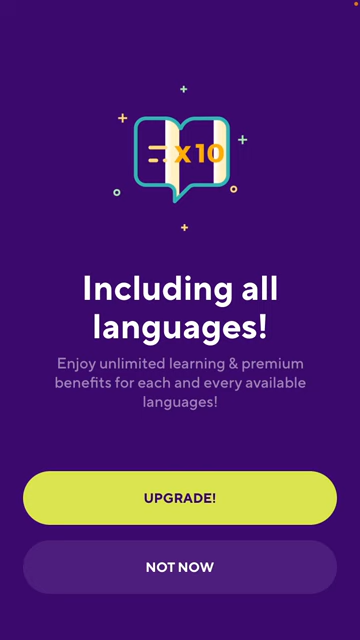 x10
Including all
languages!
Enjoy unlimited learning & premium
benefits for each and every available
languages!
UPGRADE!
NOT NOW